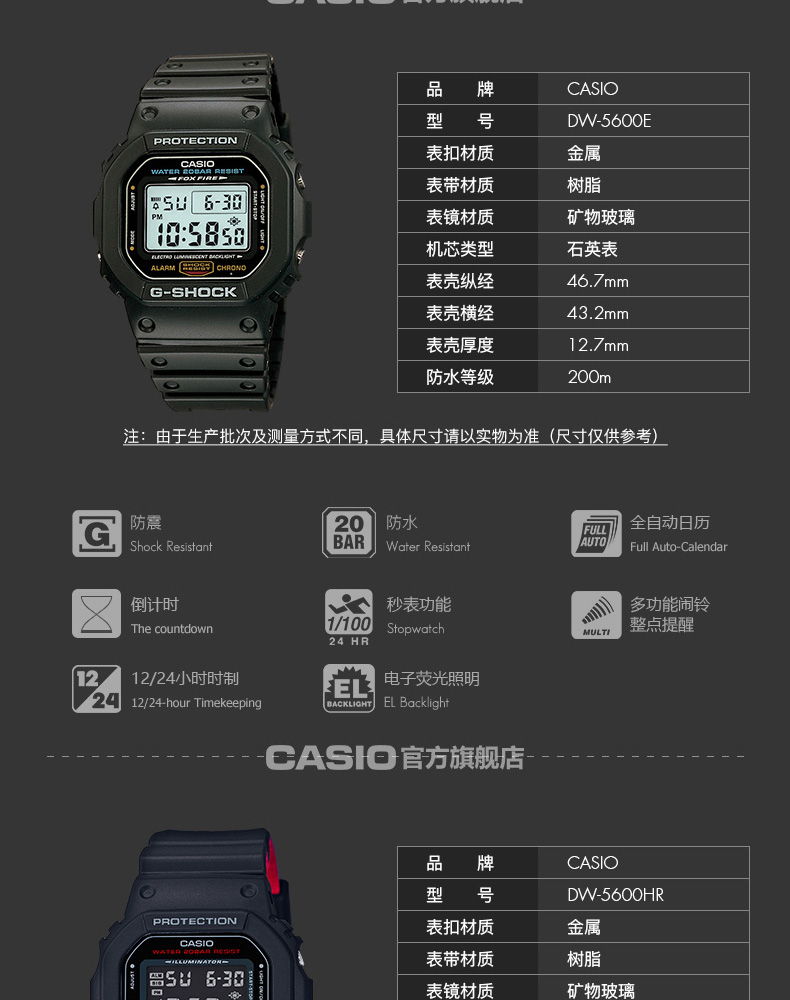 CASIO官方旗舰店
PROTECTION
CASIO
WATER 20BAR RESIST
FOX FIRE
ADJUST
MODE
LIGHT ON/OFF
START•STOP
LIGHT
SU 6-30
PM
10:58 50
ELECTRO LUMINESCENT BACKLIGHT
ALARM SHOCK RESIST CHRONO
G-SHOCK
品 牌 CASIO
型 号 DW-5600E
表扣材质 金属
表带材质 树脂
表镜材质 矿物玻璃
机芯类型 石英表
表壳纵经 46.7mm
表壳横经 43.2mm
表壳厚度 12.7mm
防水等级 200m
注：由于生产批次及测量方式不同，具体尺寸请以实物为准（尺寸仅供参考）
G
防震
Shock Resistant
20
BAR
防水
Water Resistant
FULL
AUTO
全自动日历
Full Auto-Calendar
倒计时
The countdown
1/100
24 HR
秒表功能
Stopwatch
MULTI
多功能闹铃
整点提醒
12/24
12/24小时时制
12/24-hour Timekeeping
EL
BACKLIGHT
电子荧光照明
EL Backlight
CASIO官方旗舰店
PROTECTION
CASIO
WATER 20BAR RESIST
ILLUMINATOR
ADJUST
START•STOP
LIGHT ON/OFF
SU 6-30
品 牌 CASIO
型 号 DW-5600HR
表扣材质 金属
表带材质 树脂
表镜材质 矿物玻璃